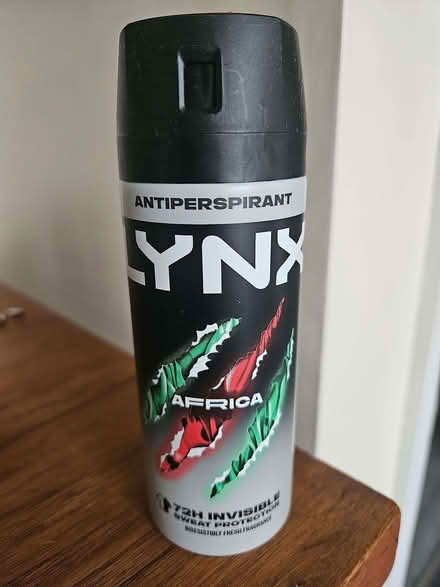 ANTIPERSPIRANT
LYNX
AFRICA
72H INVISIBLE
SWEAT PROTECTION
IRRESISTIBLY FRESH FRAGRANCE